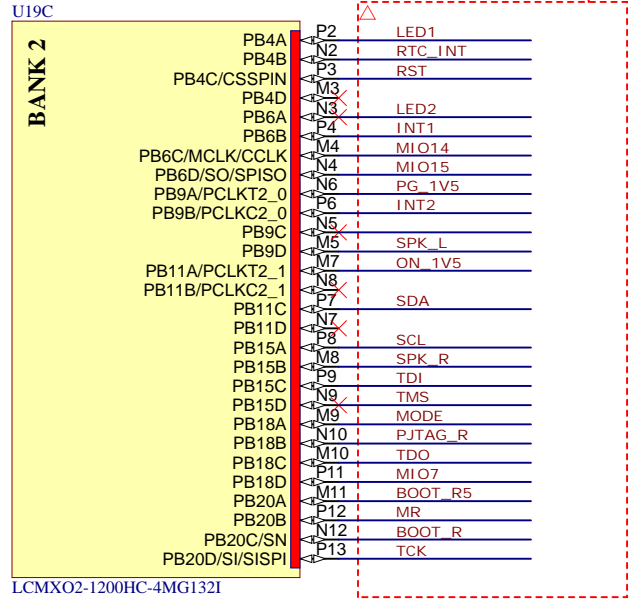 U19C
BANK 2
PB4A P2 LED1
PB4B N2 RTC_INT
PB4C/CSSPIN P3 RST
PB4D M3
PB6A N3 LED2
PB6B P4 INT1
PB6C/MCLK/CCLK M4 MIO14
PB6D/SO/SPISO N4 MIO15
PB9A/PCLKT2_0 N6 PG_1V5
PB9B/PCLKC2_0 P6 INT2
PB9C N5
PB9D M5 SPK_L
PB11A/PCLKT2_1 M7 ON_1V5
PB11B/PCLKC2_1 N8
PB11C P7 SDA
PB11D N7
PB15A P8 SCL
PB15B M8 SPK_R
PB15C P9 TDI
PB15D N9 TMS
PB18A M9 MODE
PB18B N10 PJTAG_R
PB18C M10 TDO
PB18D P11 MIO7
PB20A M11 BOOT_R5
PB20B P12 MR
PB20C/SN N12 BOOT_R
PB20D/SI/SISPI P13 TCK
LCMXO2-1200HC-4MG132I